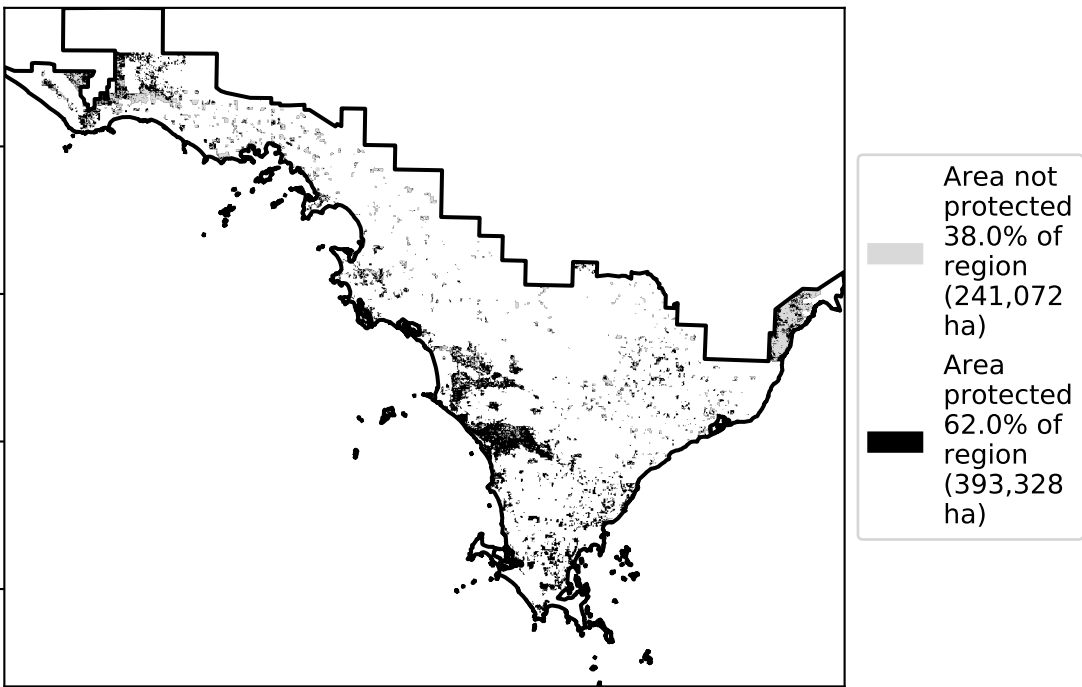 Area not
protected
38.0% of
region
(241,072
ha)
Area
protected
62.0% of
region
(393,328
ha)